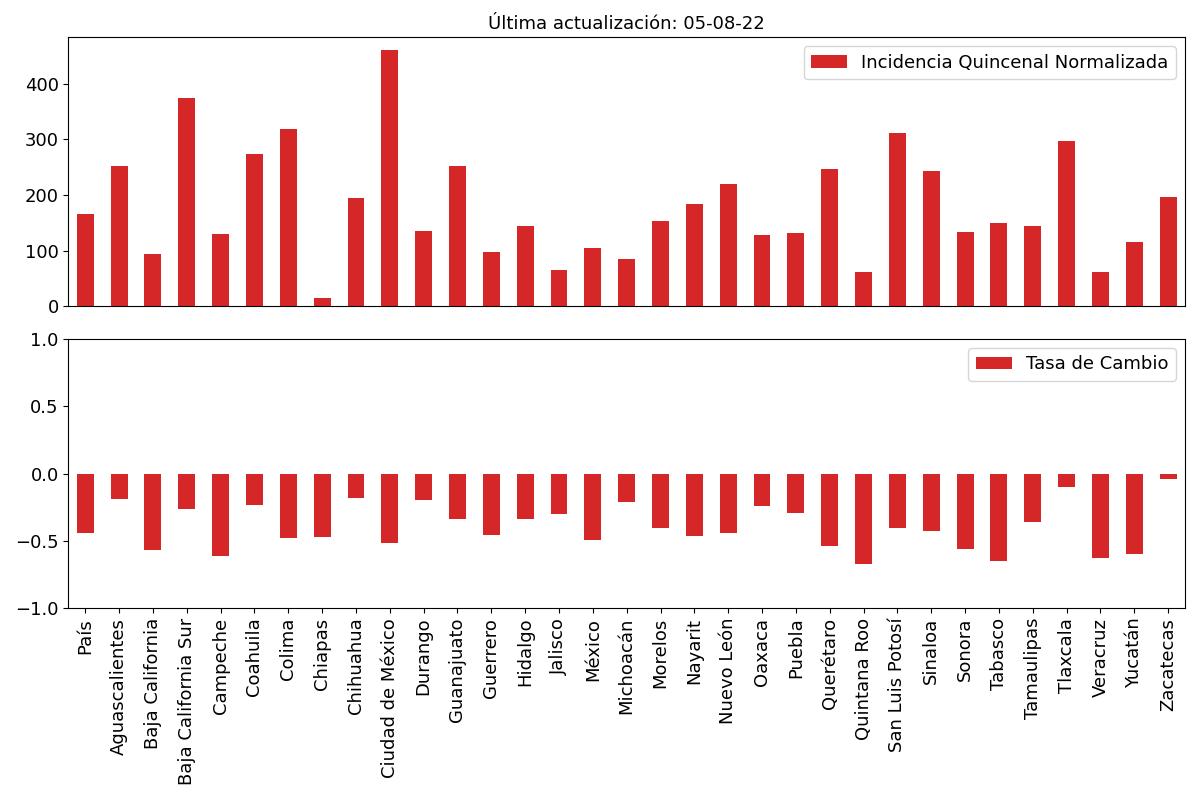 Última actualización: 05-08-22
Incidencia Quincenal Normalizada
400
300
200
100
0
Tasa de Cambio
1.0
0.5
0.0
−0.5
−1.0
País
Aguascalientes
Baja California
Baja California Sur
Campeche
Coahuila
Colima
Chiapas
Chihuahua
Ciudad de México
Durango
Guanajuato
Guerrero
Hidalgo
Jalisco
México
Michoacán
Morelos
Nayarit
Nuevo León
Oaxaca
Puebla
Querétaro
Quintana Roo
San Luis Potosí
Sinaloa
Sonora
Tabasco
Tamaulipas
Tlaxcala
Veracruz
Yucatán
Zacatecas